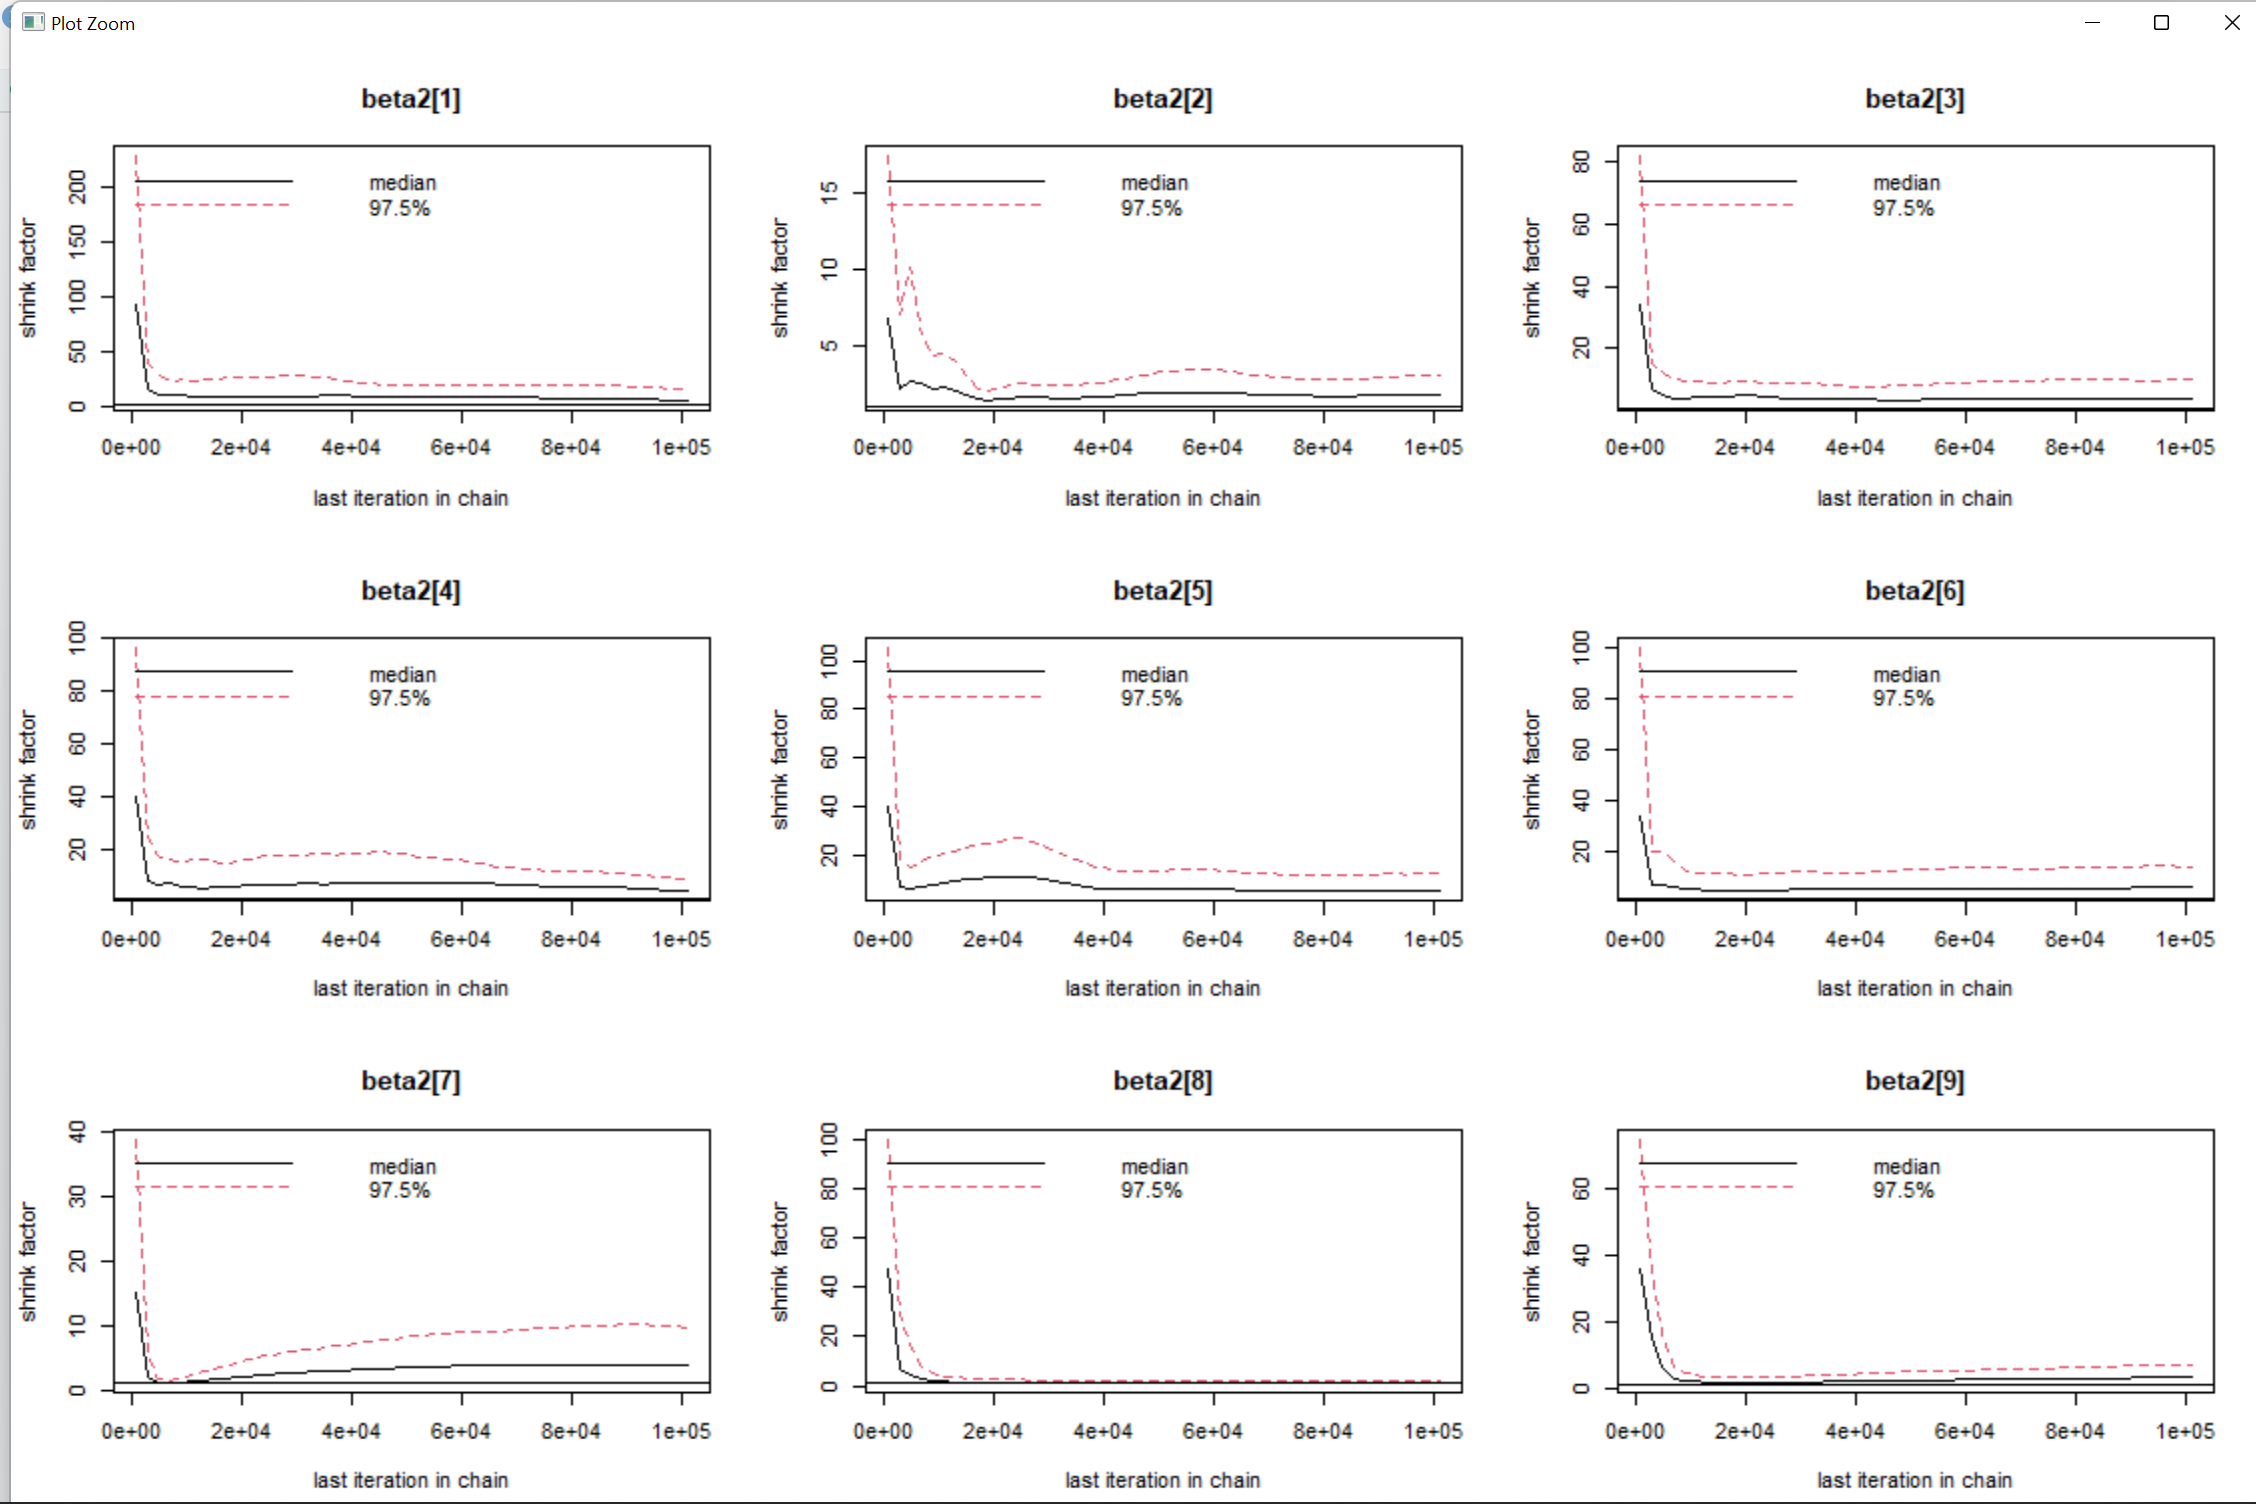 Plot Zoom
beta2[1]
shrink factor
0 50 100 150 200
median
97.5%
0e+00 2e+04 4e+04 6e+04 8e+04 1e+05
last iteration in chain
beta2[2]
shrink factor
5 10 15
median
97.5%
0e+00 2e+04 4e+04 6e+04 8e+04 1e+05
last iteration in chain
beta2[3]
shrink factor
20 40 60 80
median
97.5%
0e+00 2e+04 4e+04 6e+04 8e+04 1e+05
last iteration in chain
beta2[4]
shrink factor
20 40 60 80 100
median
97.5%
0e+00 2e+04 4e+04 6e+04 8e+04 1e+05
last iteration in chain
beta2[5]
shrink factor
20 40 60 80 100
median
97.5%
0e+00 2e+04 4e+04 6e+04 8e+04 1e+05
last iteration in chain
beta2[6]
shrink factor
20 40 60 80 100
median
97.5%
0e+00 2e+04 4e+04 6e+04 8e+04 1e+05
last iteration in chain
beta2[7]
shrink factor
0 10 20 30 40
median
97.5%
0e+00 2e+04 4e+04 6e+04 8e+04 1e+05
last iteration in chain
beta2[8]
shrink factor
0 20 40 60 80 100
median
97.5%
0e+00 2e+04 4e+04 6e+04 8e+04 1e+05
last iteration in chain
beta2[9]
shrink factor
0 20 40 60
median
97.5%
0e+00 2e+04 4e+04 6e+04 8e+04 1e+05
last iteration in chain